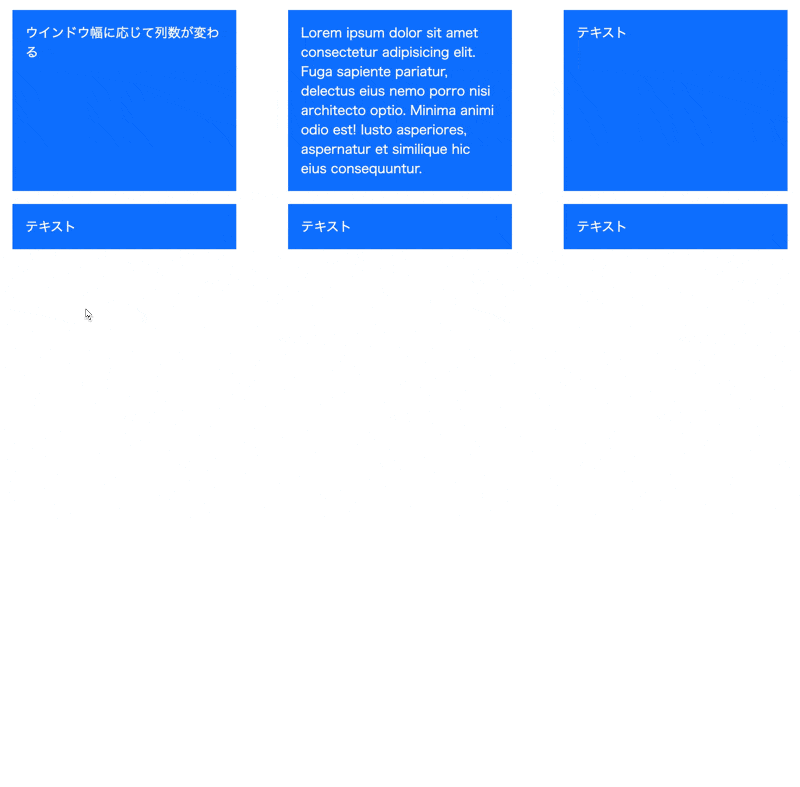 ウインドウ幅に応じて列数が変わ
る
Lorem ipsum dolor sit amet
consectetur adipisicing elit.
Fuga sapiente pariatur,
delectus eius nemo porro nisi
architecto optio. Minima animi
odio est! Iusto asperiores,
aspernatur et similique hic
eius consequuntur.
テキスト
テキスト
テキスト
テキスト